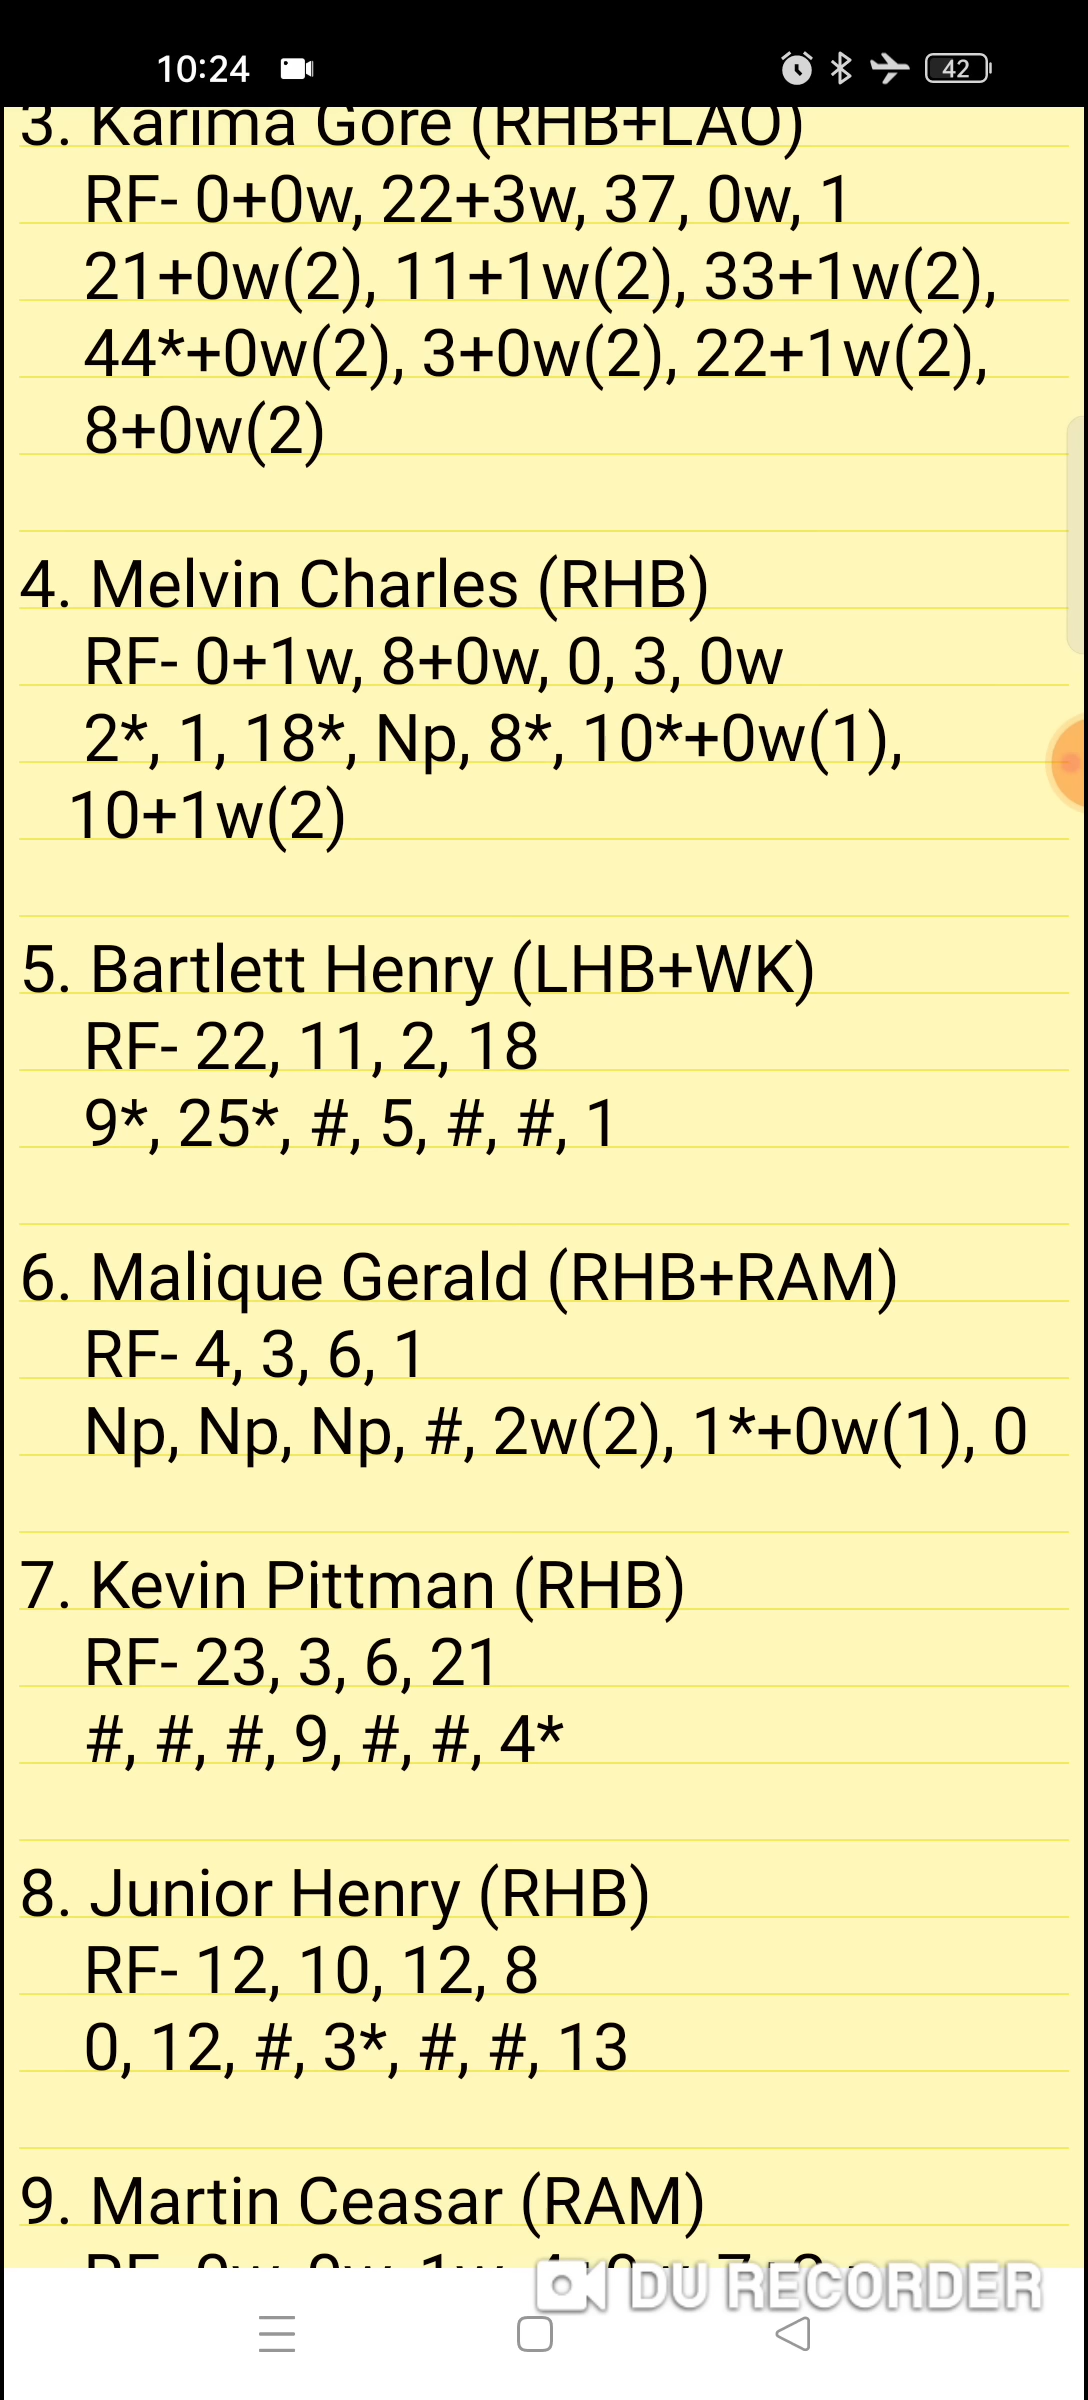 10:24
42
3. Karima Gore (RHB+LAO)
RF- 0+0w, 22+3w, 37, 0w, 1
21+0w(2), 11+1w(2), 33+1w(2),
44*+0w(2), 3+0w(2), 22+1w(2),
8+0w(2)
4. Melvin Charles (RHB)
RF- 0+1w, 8+0w, 0, 3, 0w
2*, 1, 18*, Np, 8*, 10*+0w(1),
10+1w(2)
5. Bartlett Henry (LHB+WK)
RF- 22, 11, 2, 18
9*, 25*, #, 5, #, #, 1
6. Malique Gerald (RHB+RAM)
RF- 4, 3, 6, 1
Np, Np, Np, #, 2w(2), 1*+0w(1), 0
7. Kevin Pittman (RHB)
RF- 23, 3, 6, 21
#, #, #, 9, #, #, 4*
8. Junior Henry (RHB)
RF- 12, 10, 12, 8
0, 12, #, 3*, #, #, 13
9. Martin Ceasar (RAM)
DU RECORDER